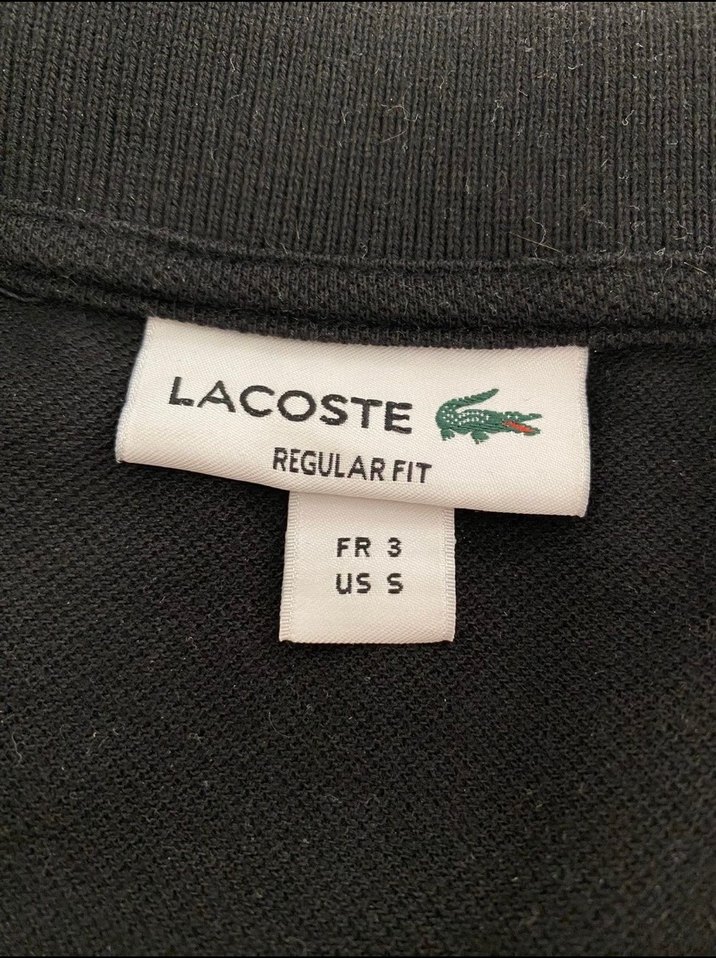 LACOSTE
REGULAR FIT
FR 3
US S